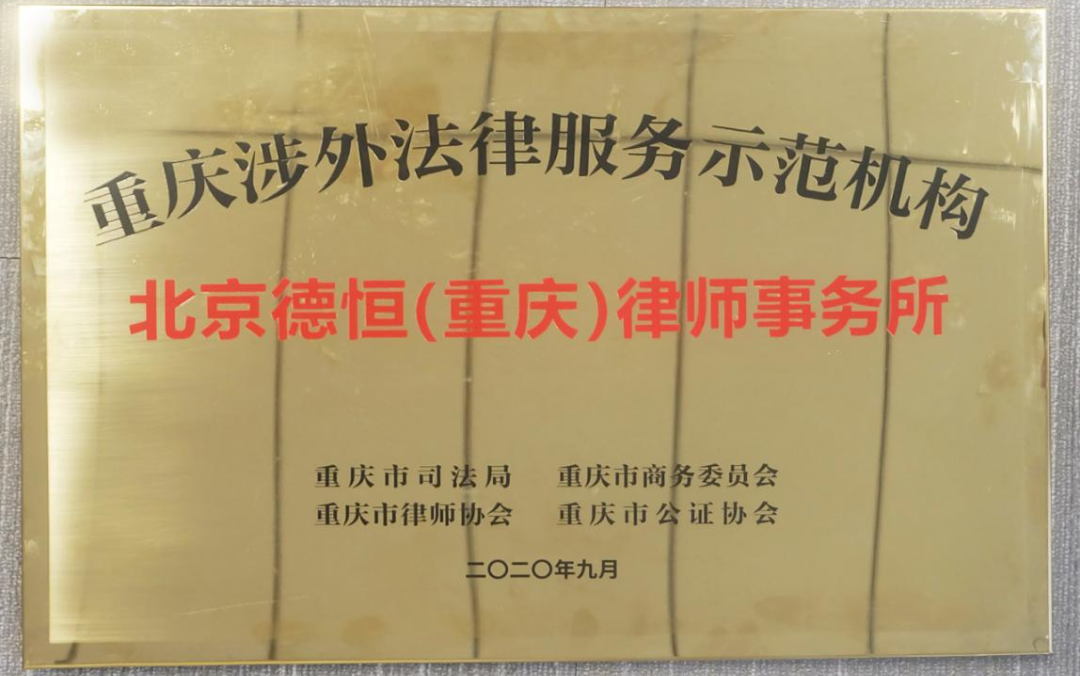 重庆涉外法律服务示范机构
北京德恒(重庆)律师事务所
重庆市司法局 重庆市商务委员会
重庆市律师协会 重庆市公证协会
二〇二〇年九月